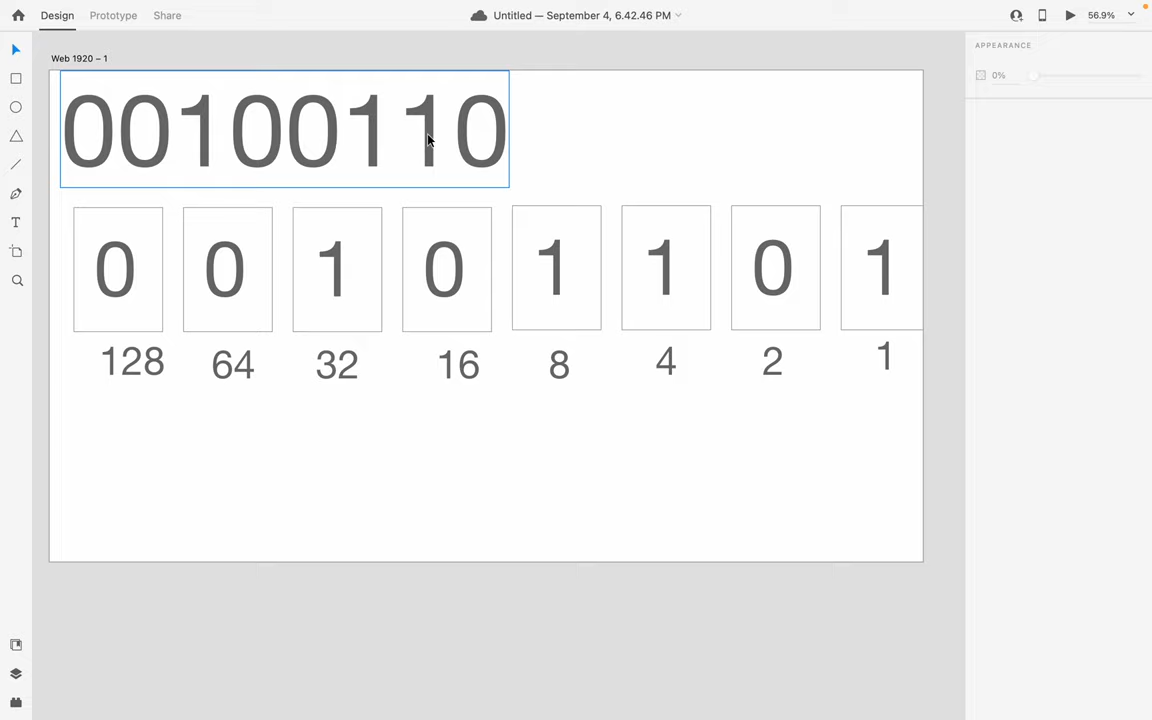 Design Prototype Share Untitled — September 4, 6.42.46 PM 56.9%
APPEARANCE
0%
Web 1920 – 1
00100110
0 0 1 0 1 1 0 1
128 64 32 16 8 4 2 1
T